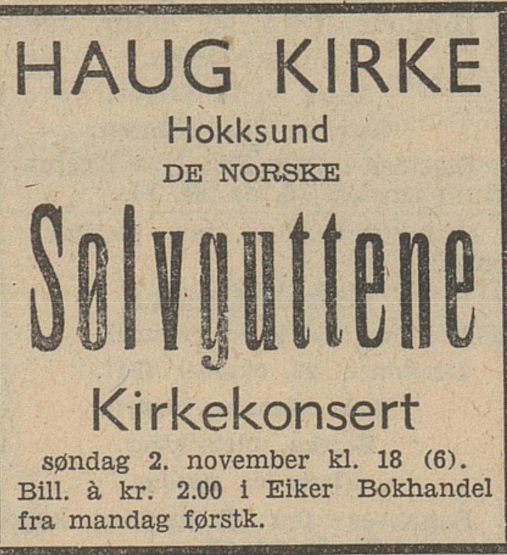 HAUG KIRKE
Hokksund
DE NORSKE
Sølvguttene
Kirkekonsert
søndag 2. november kl. 18 (6).
Bill. à kr. 2.00 i Eiker Bokhandel
fra mandag førstk.